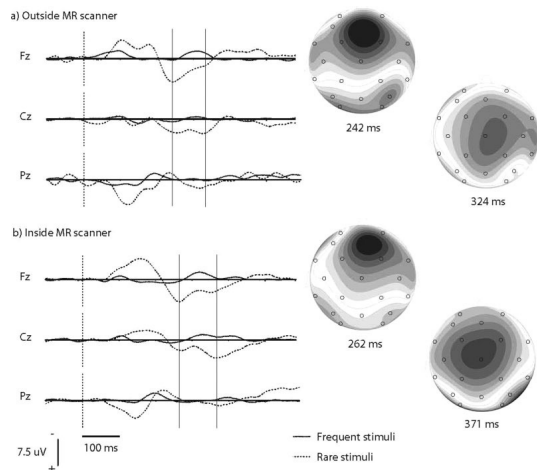 a) Outside MR scanner
Fz
Cz
Pz
242 ms
324 ms
b) Inside MR scanner
Fz
Cz
Pz
262 ms
371 ms
-
7.5 uV
+
100 ms
Frequent stimuli
Rare stimuli